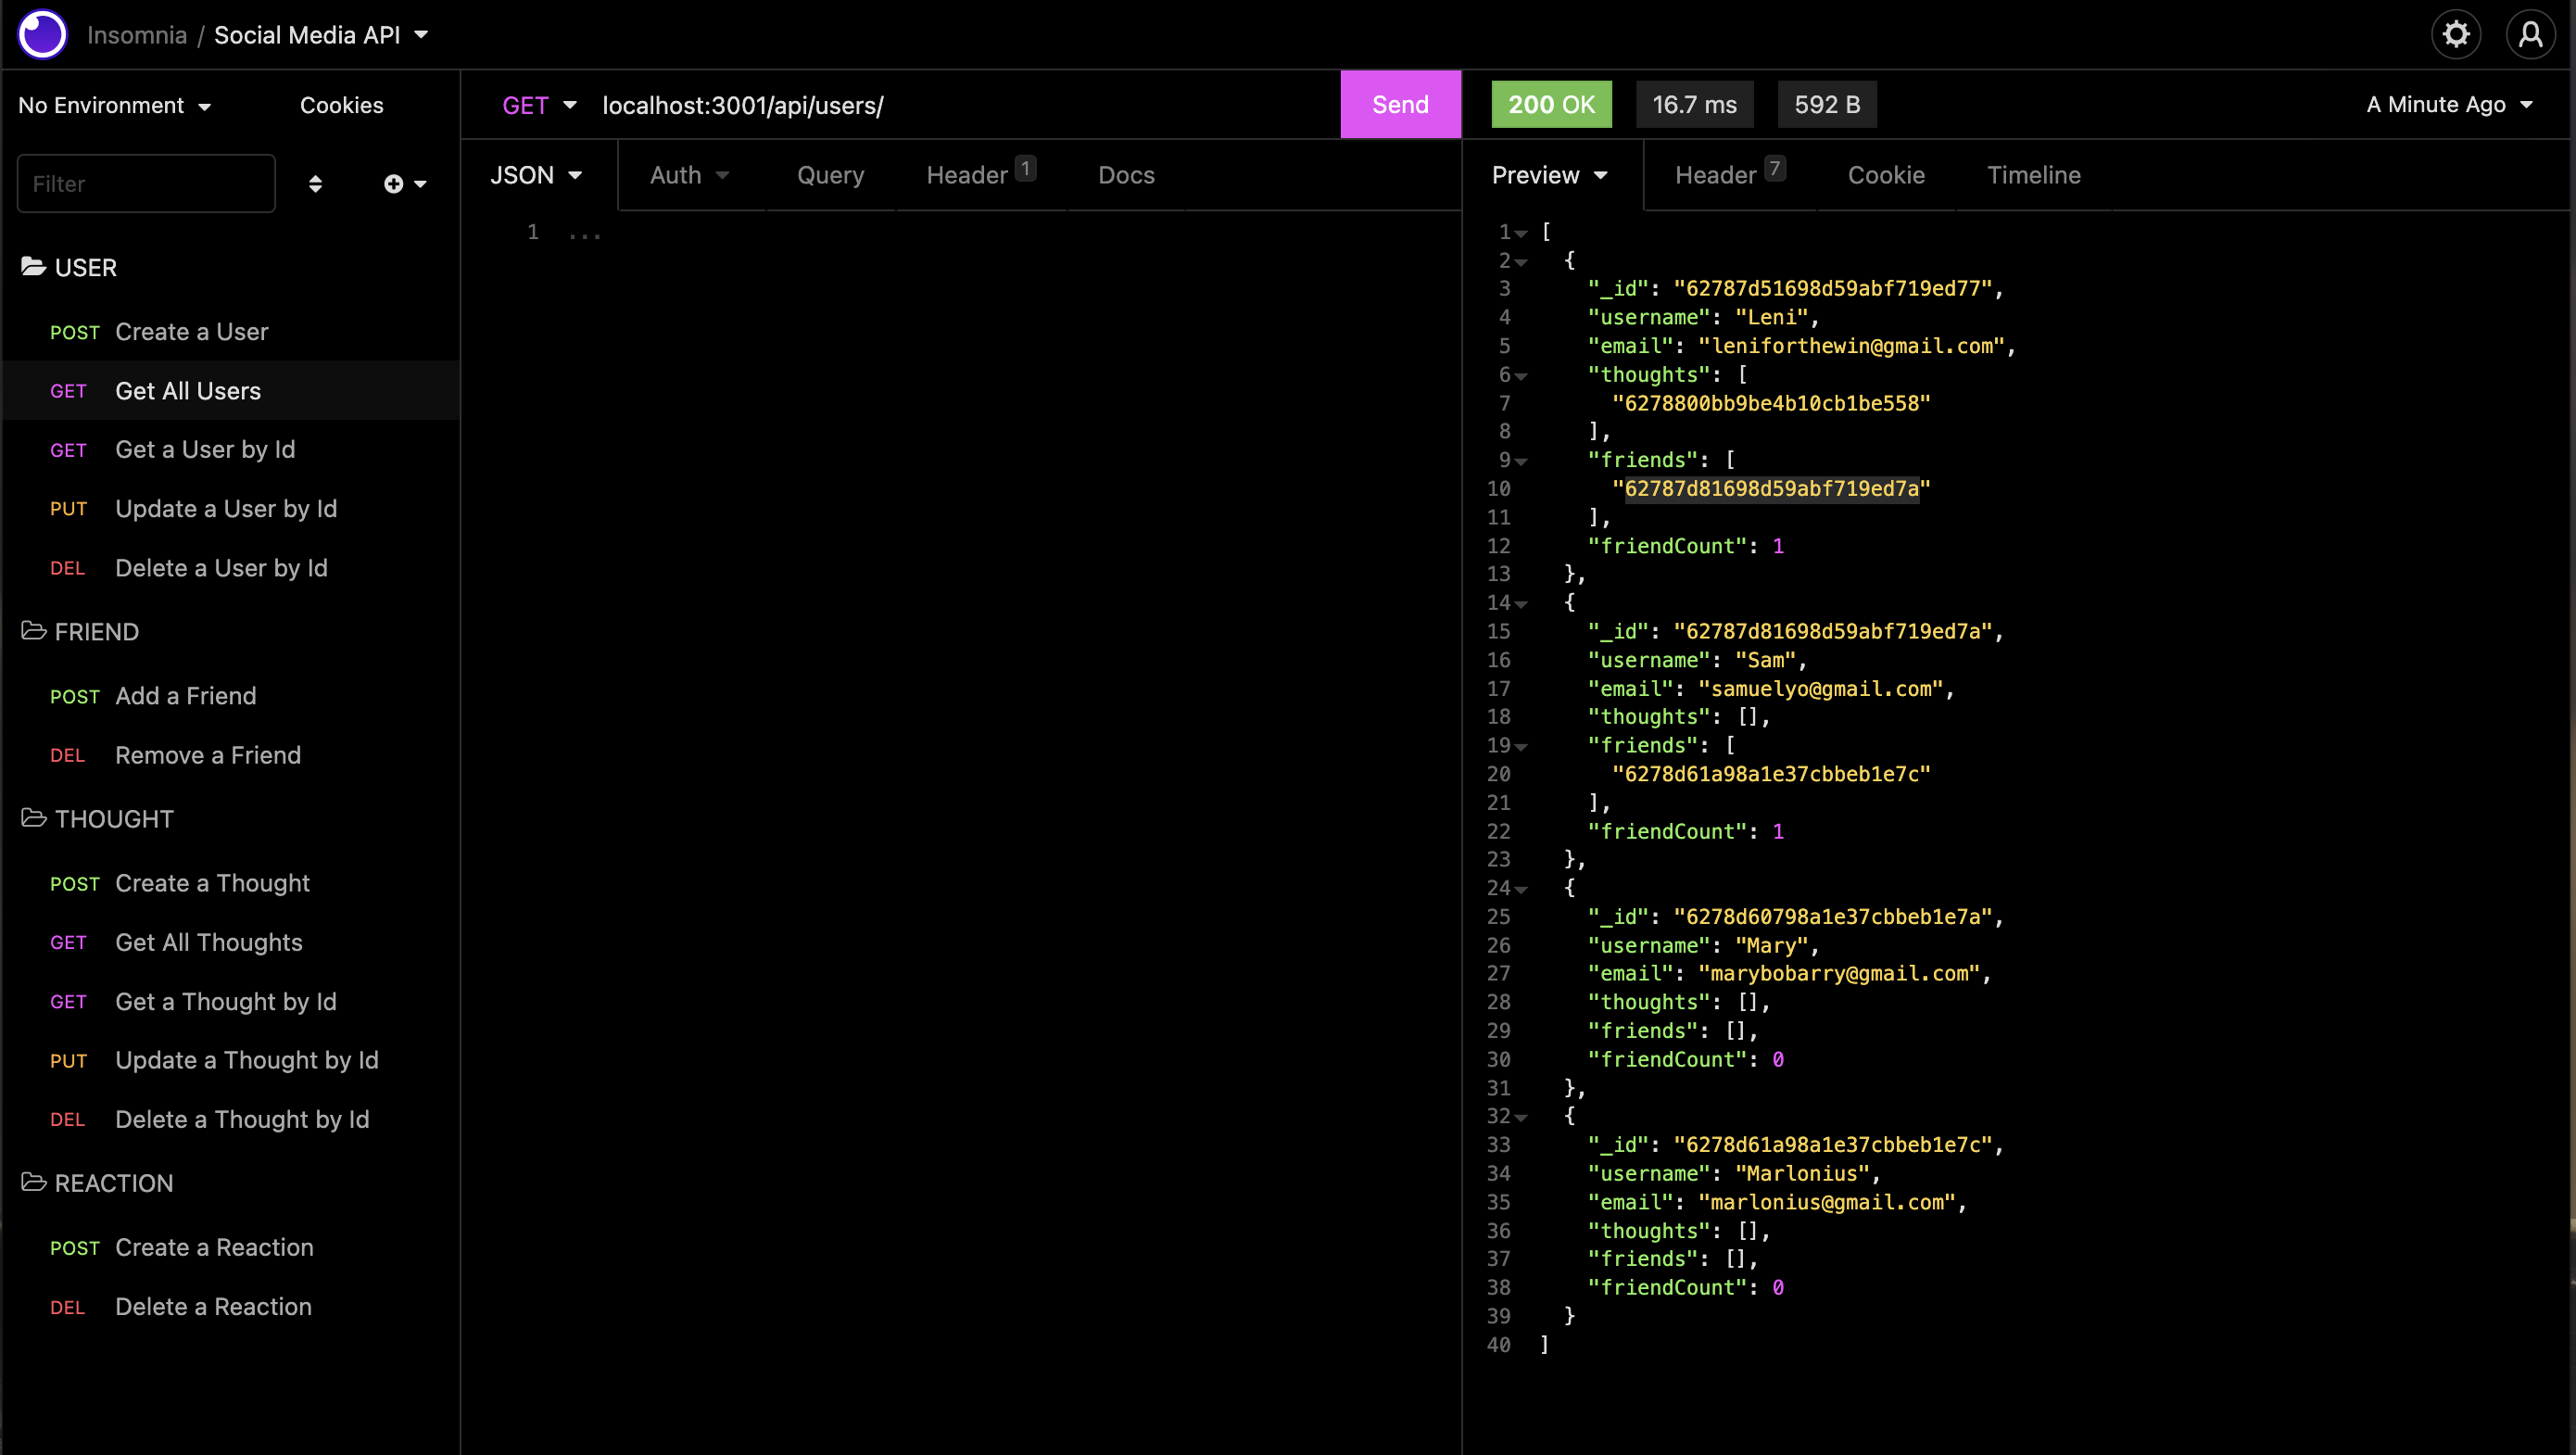 Insomnia / Social Media API
No Environment
Cookies
Filter
USER
POST Create a User
GET Get All Users
GET Get a User by Id
PUT Update a User by Id
DEL Delete a User by Id
FRIEND
POST Add a Friend
DEL Remove a Friend
THOUGHT
POST Create a Thought
GET Get All Thoughts
GET Get a Thought by Id
PUT Update a Thought by Id
DEL Delete a Thought by Id
REACTION
POST Create a Reaction
DEL Delete a Reaction
GET localhost:3001/api/users/ Send
JSON Auth Query Header 1 Docs
1 ...
200 OK 16.7 ms 592 B A Minute Ago
Preview Header 7 Cookie Timeline
1 [
2 {
3 "_id": "62787d51698d59abf719ed77",
4 "username": "Leni",
5 "email": "leniforthewin@gmail.com",
6 "thoughts": [
7 "6278800bb9be4b10cb1be558"
8 ],
9 "friends": [
10 "62787d81698d59abf719ed7a"
11 ],
12 "friendCount": 1
13 },
14 {
15 "_id": "62787d81698d59abf719ed7a",
16 "username": "Sam",
17 "email": "samuelyo@gmail.com",
18 "thoughts": [],
19 "friends": [
20 "6278d61a98a1e37cbbeb1e7c"
21 ],
22 "friendCount": 1
23 },
24 {
25 "_id": "6278d60798a1e37cbbeb1e7a",
26 "username": "Mary",
27 "email": "marybobarry@gmail.com",
28 "thoughts": [],
29 "friends": [],
30 "friendCount": 0
31 },
32 {
33 "_id": "6278d61a98a1e37cbbeb1e7c",
34 "username": "Marlonius",
35 "email": "marlonius@gmail.com",
36 "thoughts": [],
37 "friends": [],
38 "friendCount": 0
39 }
40 ]